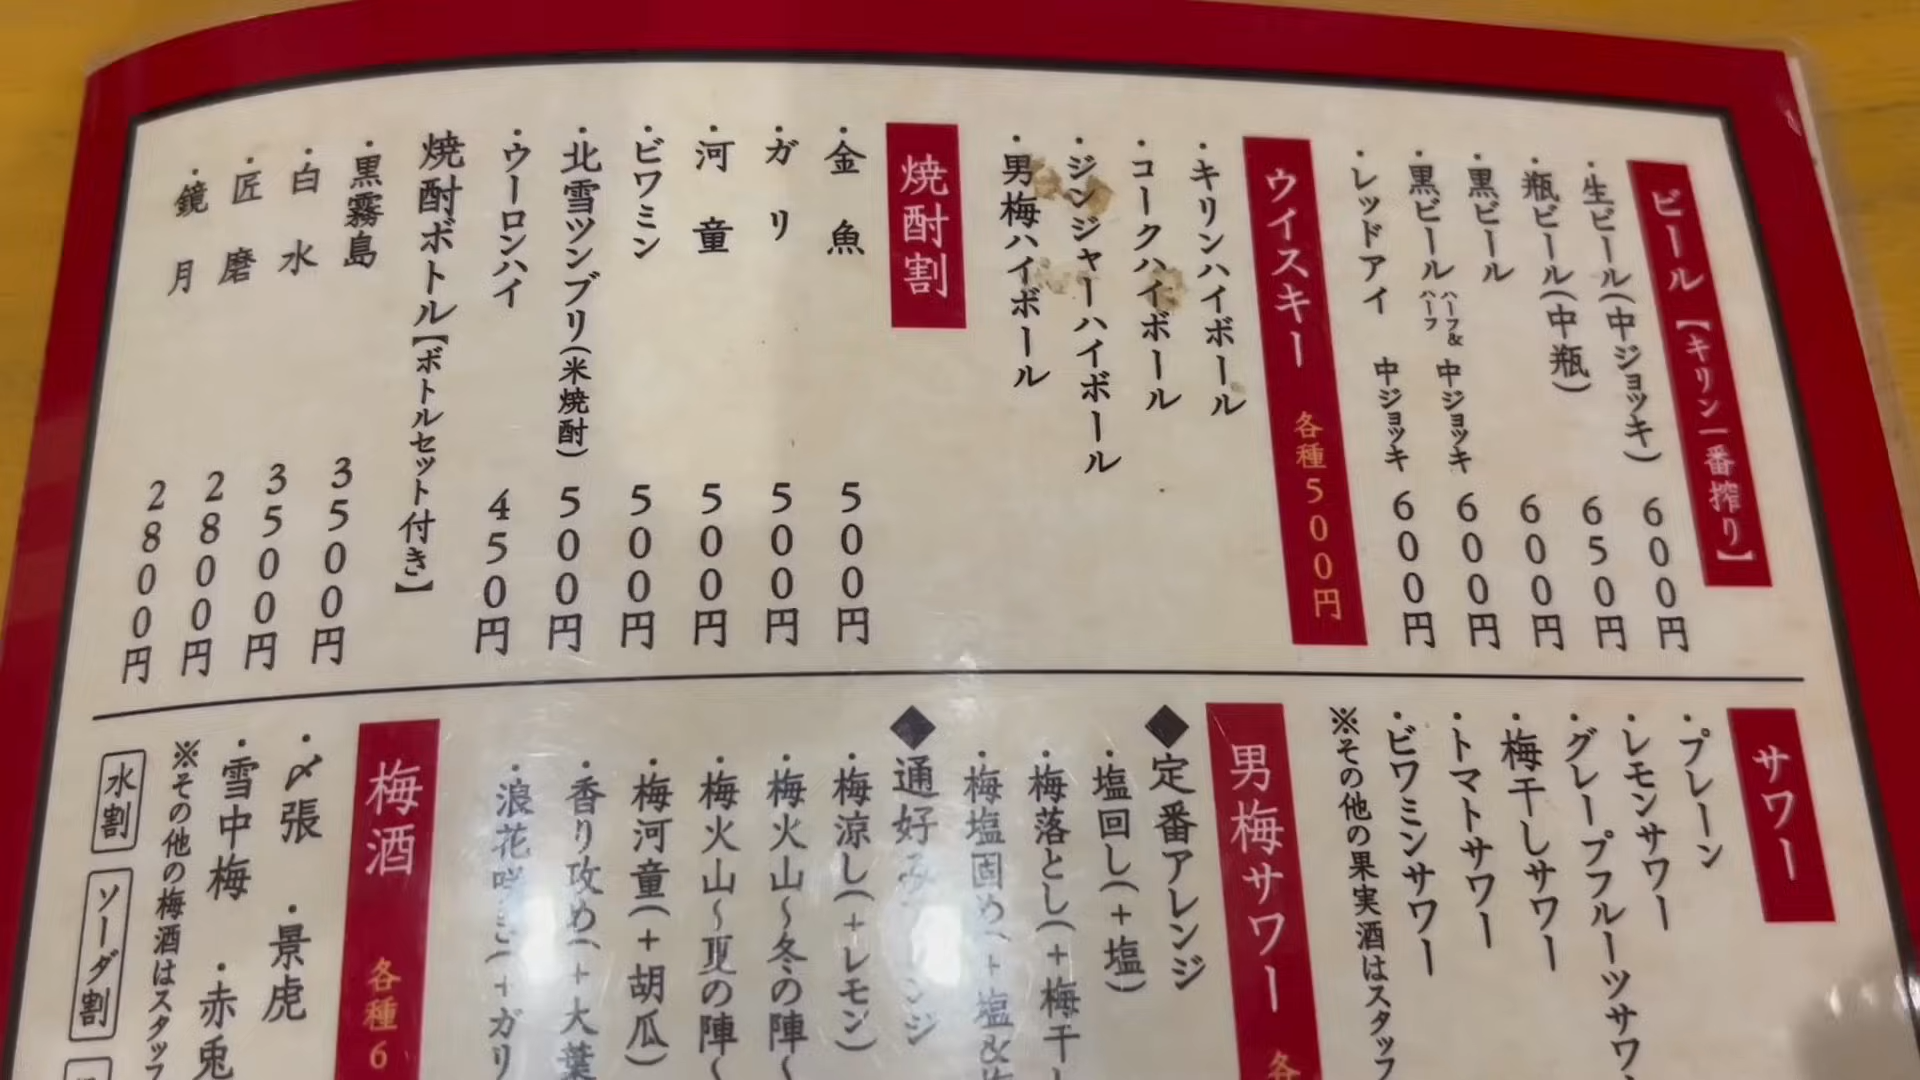 ビール【キリン一番搾り】
・生ビール(中ジョッキ) 600円
・瓶ビール(中瓶) 650円
・黒ビール 600円
・黒ビール ハーフ&ハーフ 中ジョッキ 600円
・レッドアイ 中ジョッキ 600円
ウイスキー 各種500円
・キリンハイボール
・コークハイボール
・ジンジャーハイボール
・男梅ハイボール
焼酎割
・金魚 500円
・ガリ 500円
・河童 500円
・ビワミン 500円
・北雪ツンブリ(米焼酎) 500円
・ウーロンハイ 450円
焼酎ボトル【ボトルセット付き】
・黒霧島 3500円
・白水 3500円
・匠磨 2800円
・鏡月 2800円
サワー
・プレーン
・レモンサワー
・グレープフルーツサワ
・梅干しサワー
・トマトサワー
・ビワミンサワー
※その他の果実酒はスタッフ
男梅サワー 各
◆定番アレンジ
・塩回し(+塩)
・梅落とし(+梅干
・梅塩固め(+塩&
◆通好み
・梅涼し(+レモン)
・梅火山〜冬の陣〜
・梅火山〜夏の陣〜
・梅河童(+胡瓜)
・香り攻め(+大葉
・浪花咲き(+ガリ
梅酒 各種6
・〆張 ・景虎
・雪中梅 ・赤兎
※その他の梅酒はスタッフ
水割
ソーダ割